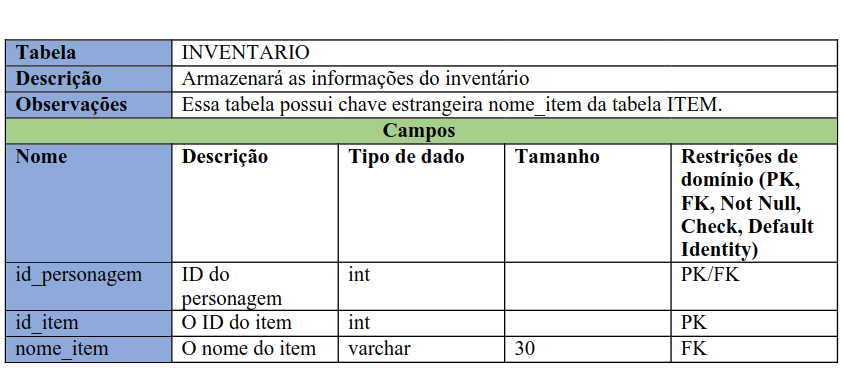 Tabela INVENTARIO
Descrição Armazenará as informações do inventário
Observações Essa tabela possui chave estrangeira nome_item da tabela ITEM.
Campos
Nome Descrição Tipo de dado Tamanho Restrições de
domínio (PK,
FK, Not Null,
Check, Default
Identity)
id_personagem ID do int PK/FK
personagem
id_item O ID do item int PK
nome_item O nome do item varchar 30 FK